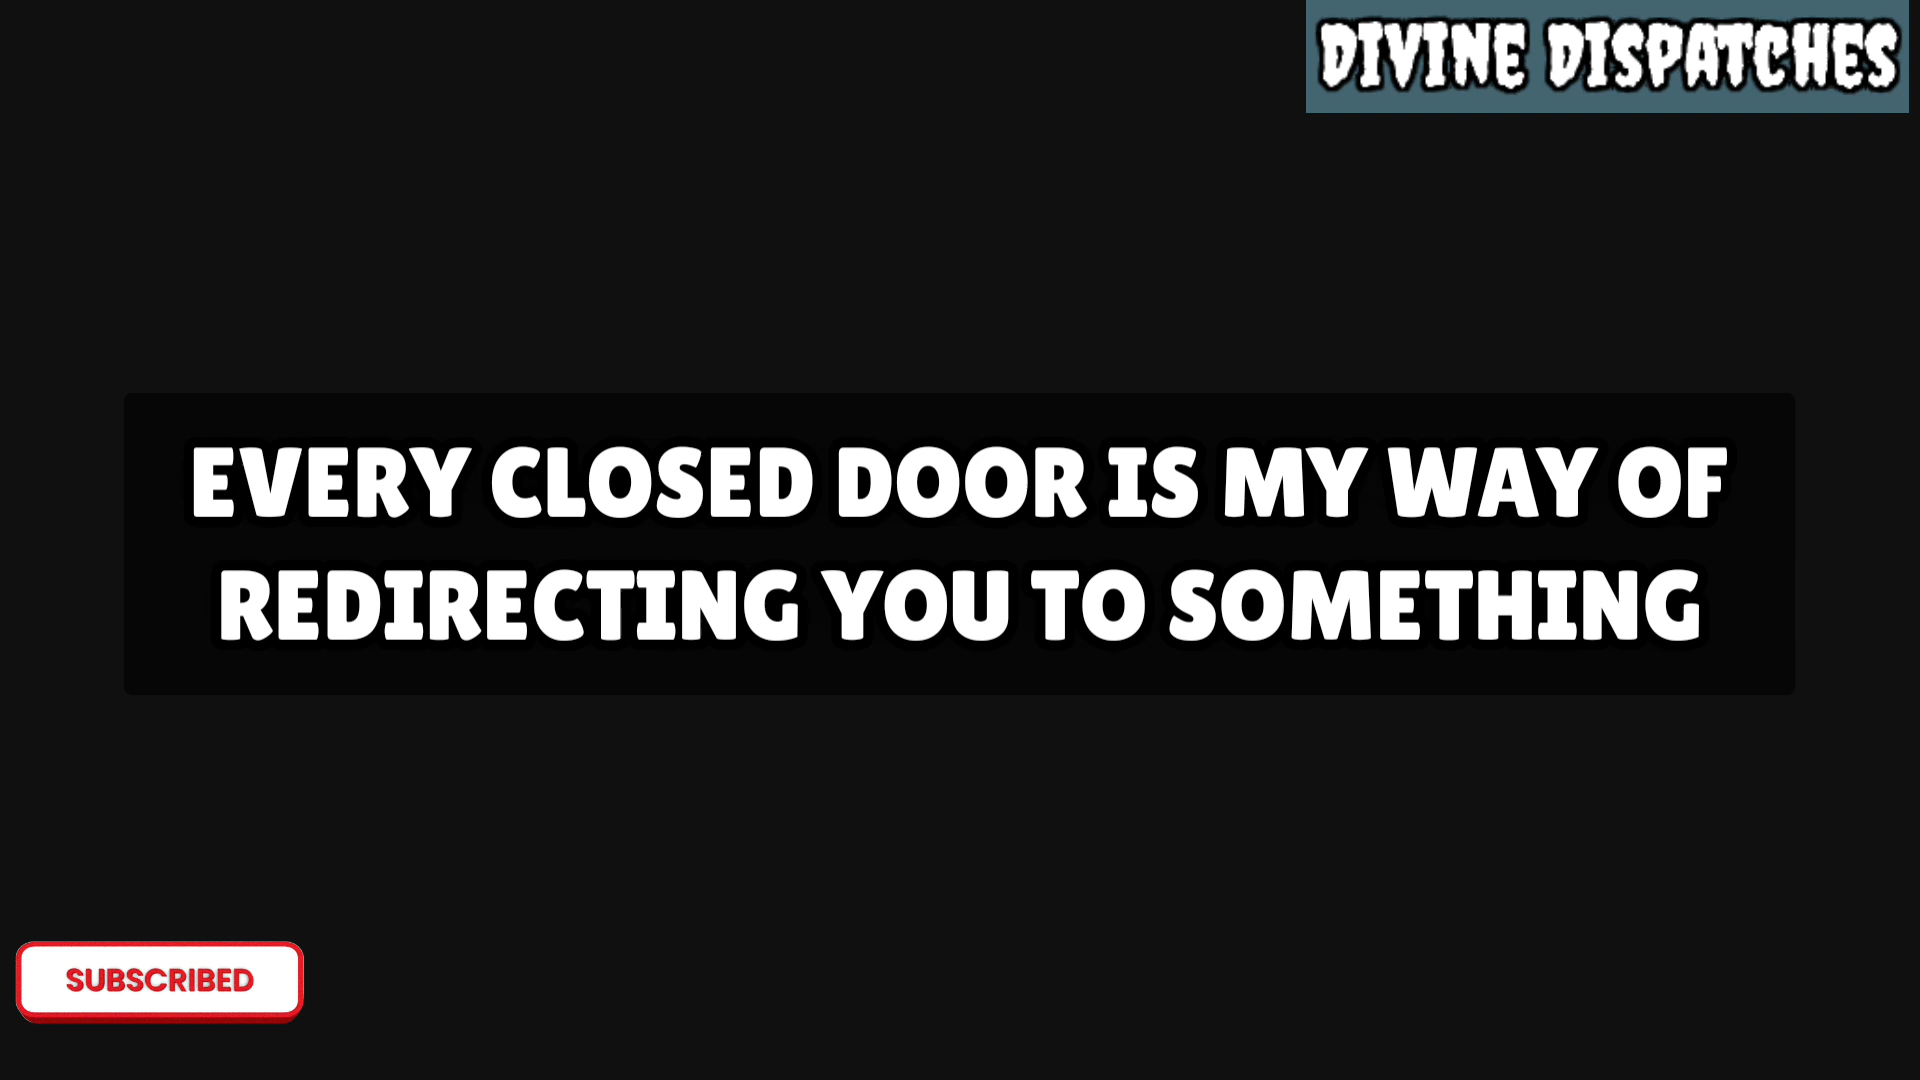 DIVINE DISPATCHES
EVERY CLOSED DOOR IS MY WAY OF
REDIRECTING YOU TO SOMETHING
SUBSCRIBED